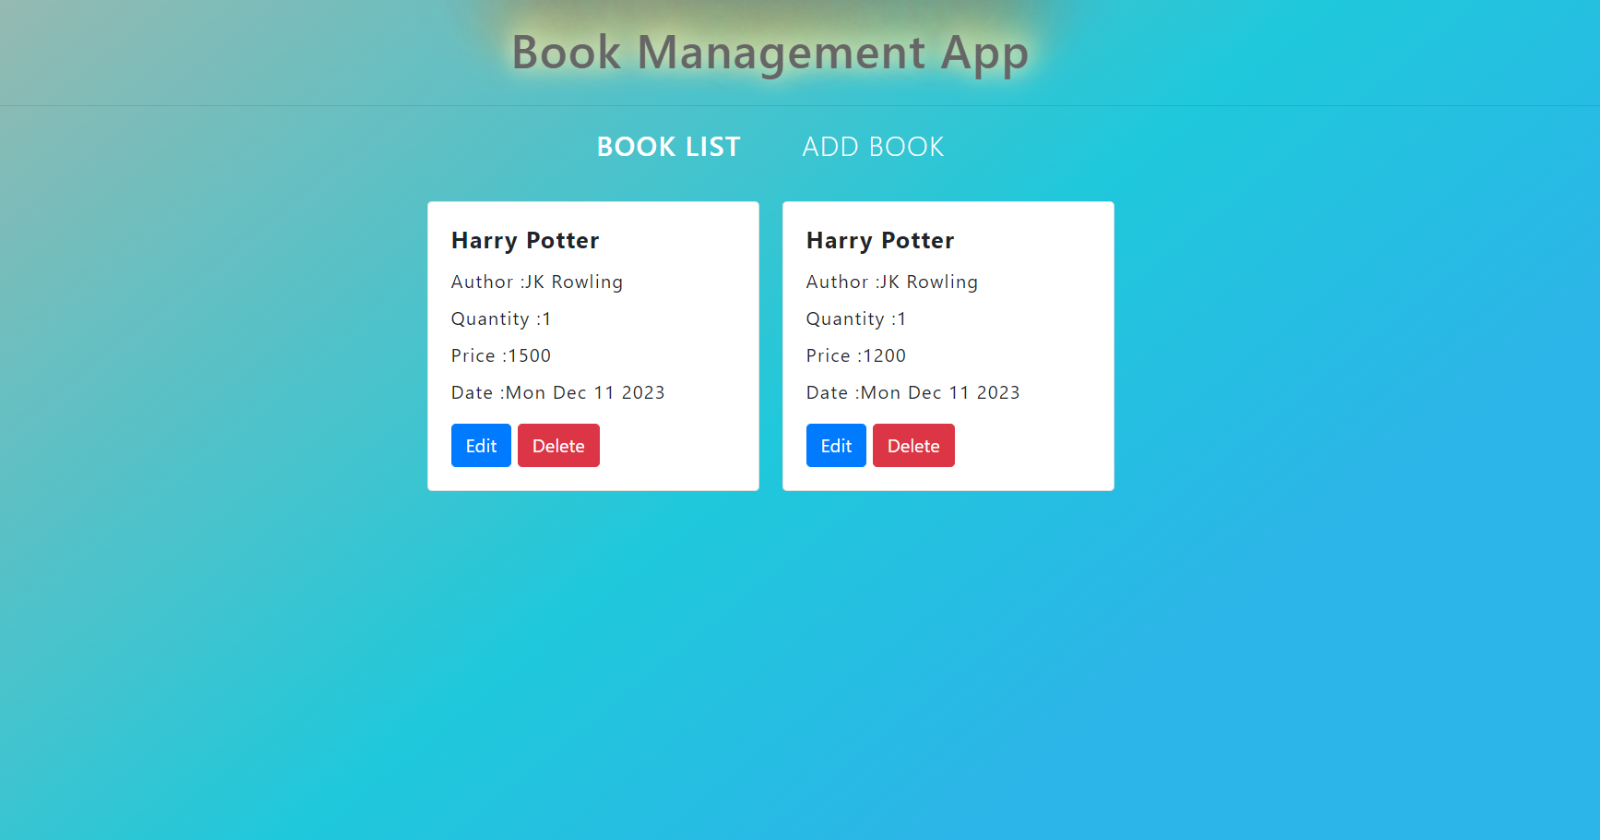 Book Management App
BOOK LIST ADD BOOK
Harry Potter
Author :JK Rowling
Quantity :1
Price :1500
Date :Mon Dec 11 2023
Edit Delete
Harry Potter
Author :JK Rowling
Quantity :1
Price :1200
Date :Mon Dec 11 2023
Edit Delete